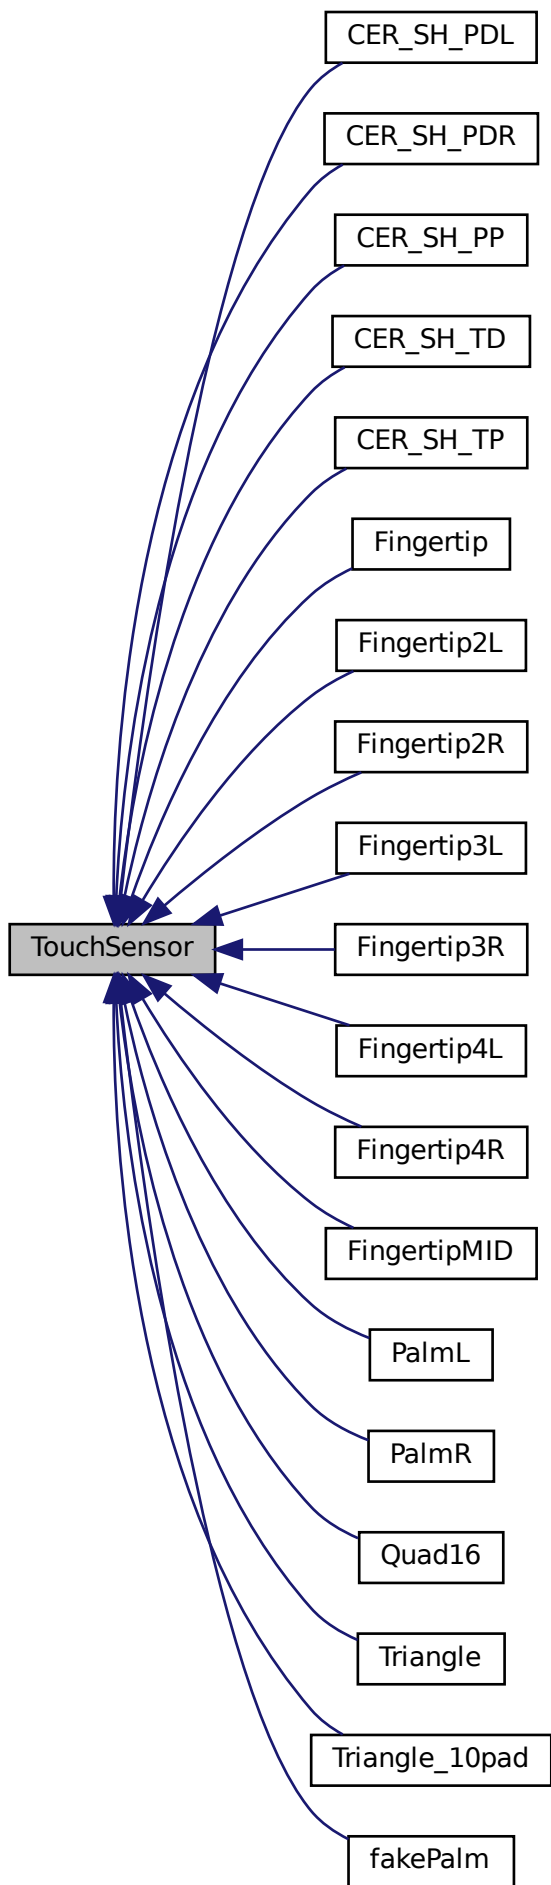 CER_SH_PDL
CER_SH_PDR
CER_SH_PP
CER_SH_TD
CER_SH_TP
Fingertip
Fingertip2L
Fingertip2R
Fingertip3L
TouchSensor
Fingertip3R
Fingertip4L
Fingertip4R
FingertipMID
PalmL
PalmR
Quad16
Triangle
Triangle_10pad
fakePalm